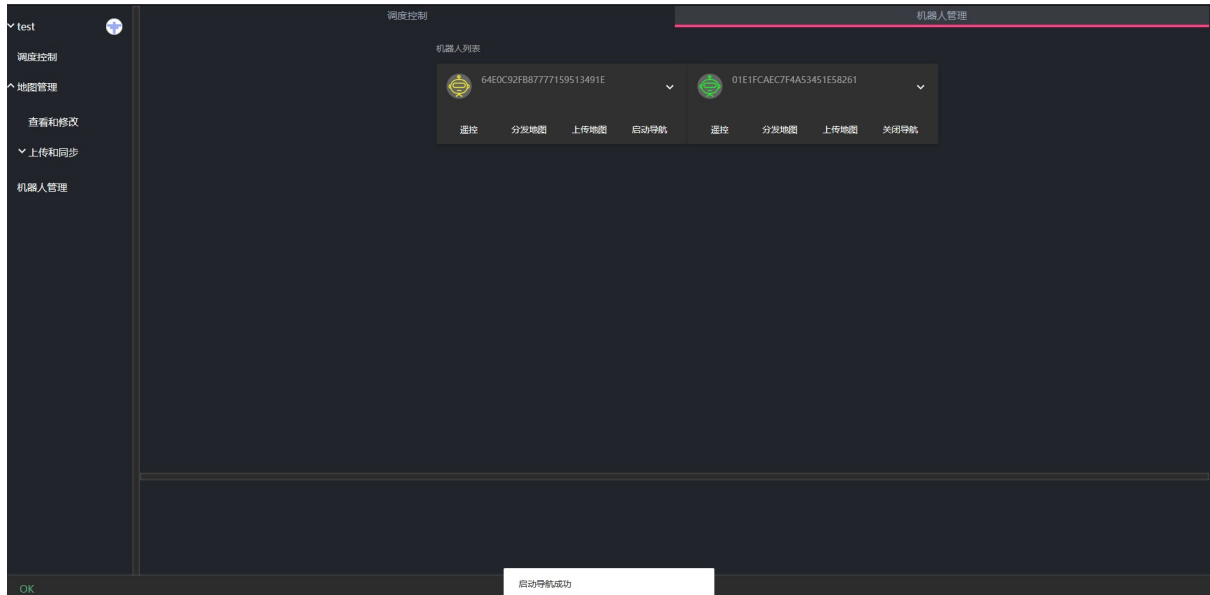 调度控制
机器人管理
test
调度控制
地图管理
查看和修改
上传和同步
机器人管理
机器人列表
64E0C92FB87777159513491E
遥控 分发地图 上传地图 启动导航
01E1FCAEC7F4A53451E58261
遥控 分发地图 上传地图 关闭导航
OK
启动导航成功